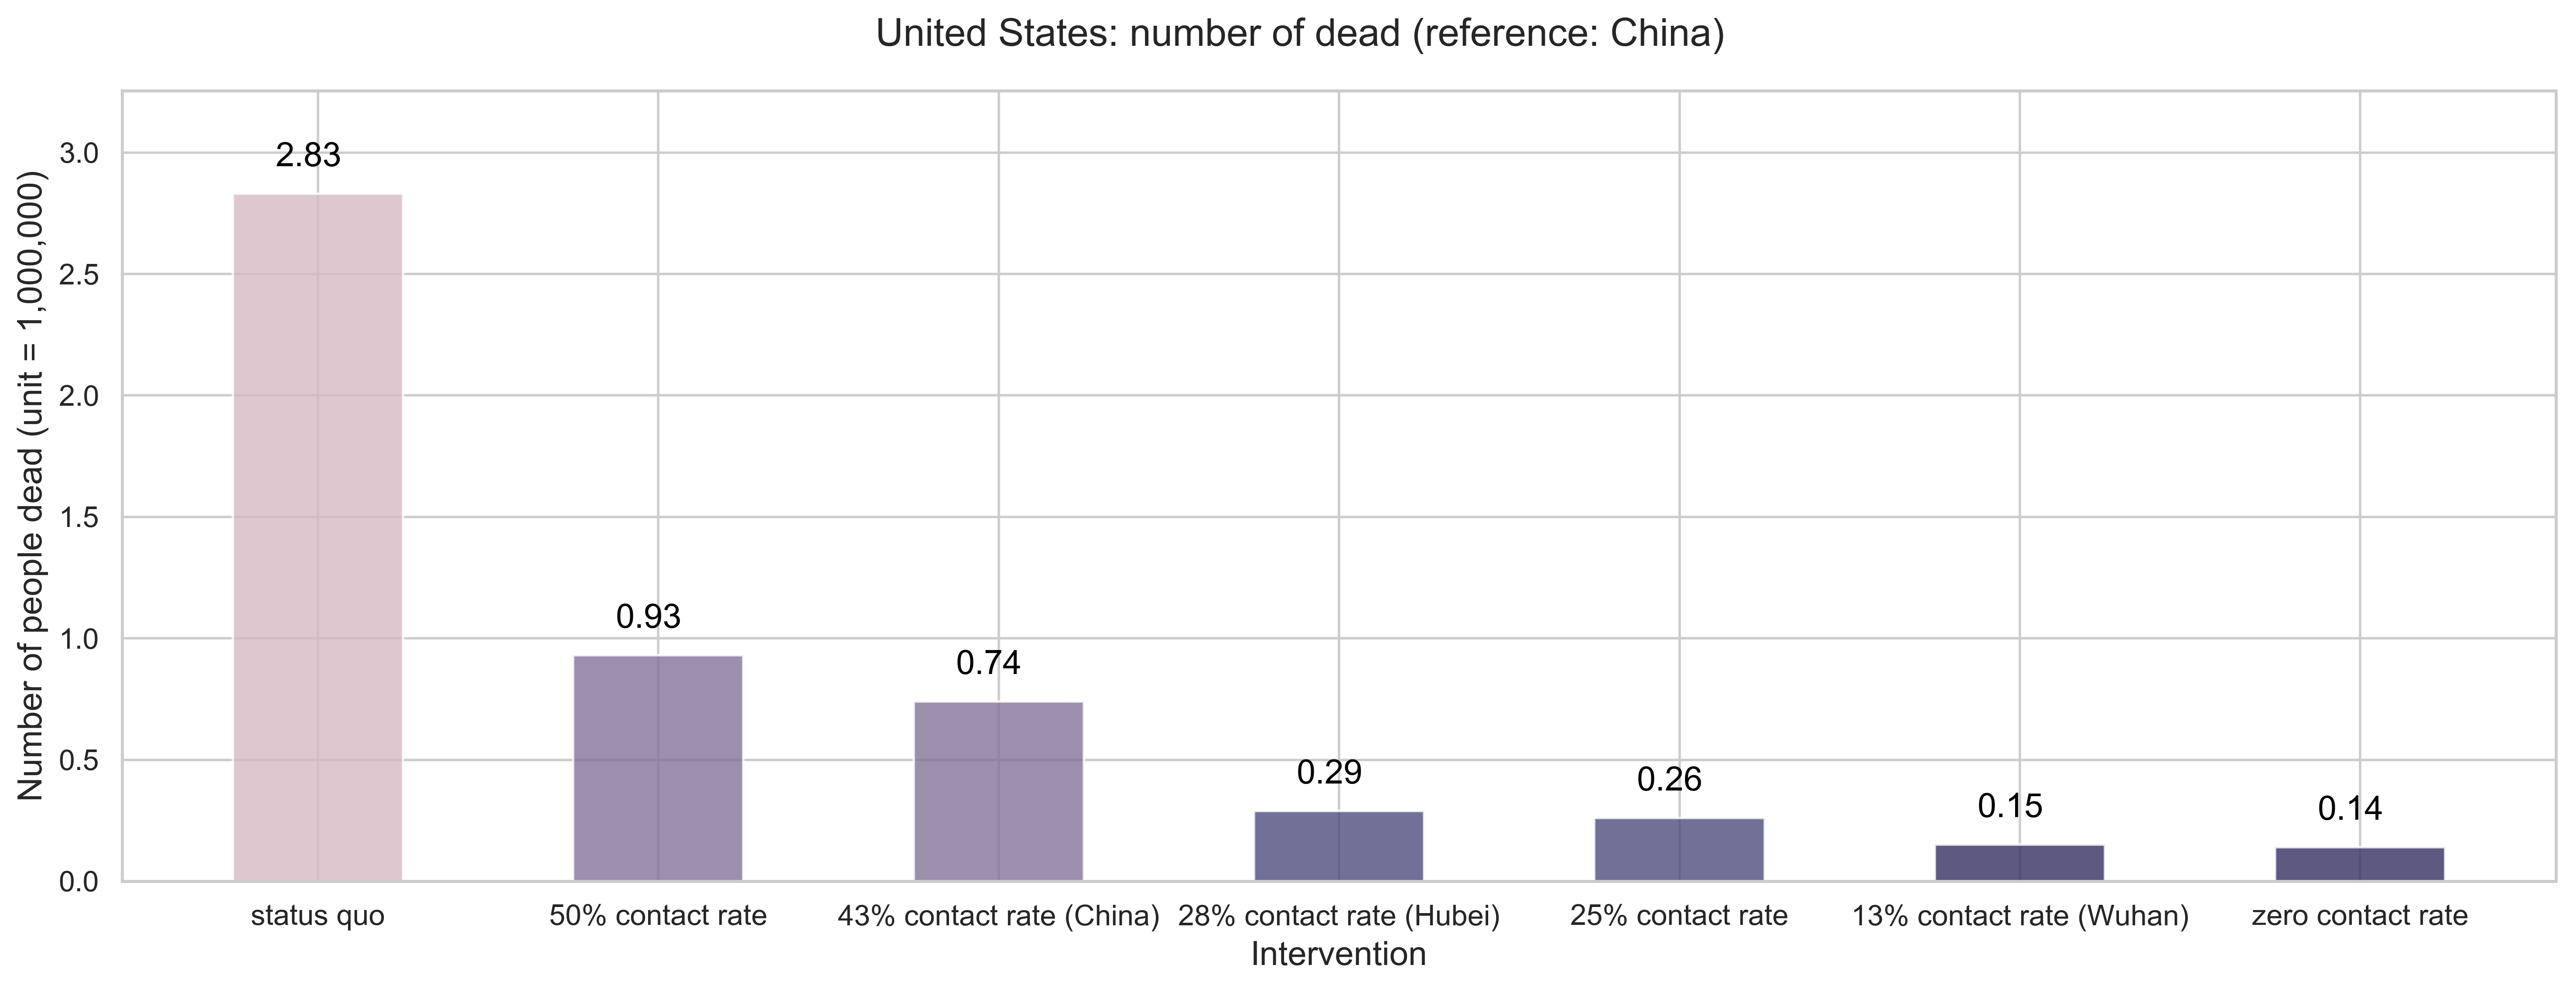 United States: number of dead (reference: China)
Number of people dead (unit = 1,000,000)
3.0
2.5
2.0
1.5
1.0
0.5
0.0
2.83
0.93
0.74
0.29
0.26
0.15
0.14
status quo
50% contact rate
43% contact rate (China)
28% contact rate (Hubei)
25% contact rate
13% contact rate (Wuhan)
zero contact rate
Intervention